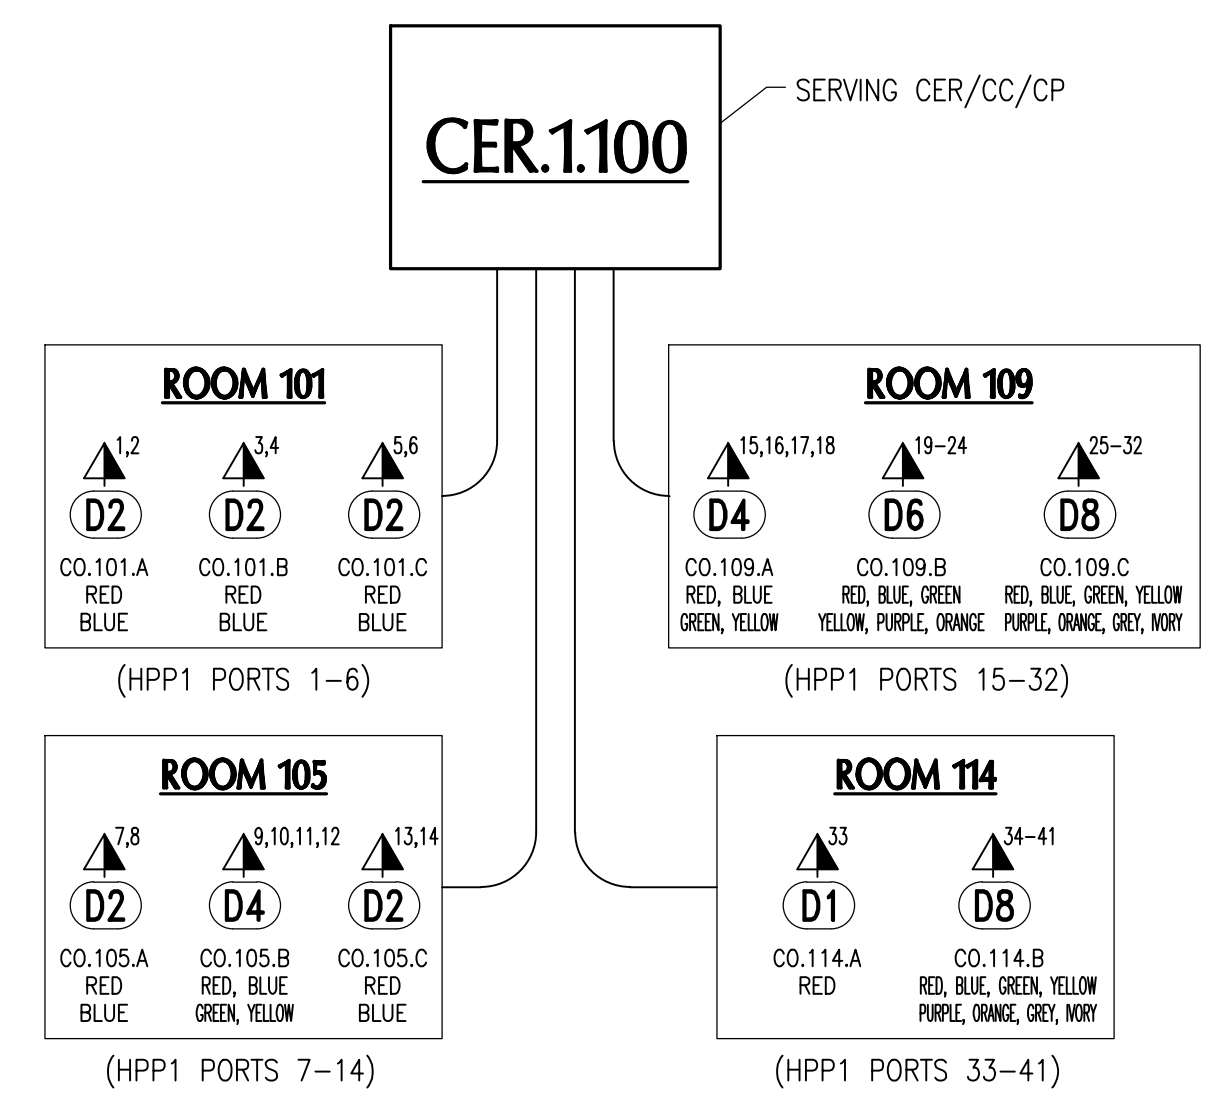 CER.1.100
SERVING CER/CC/CP
ROOM 101
1,2
3,4
5,6
D2
D2
D2
CO.101.A
CO.101.B
CO.101.C
RED
RED
RED
BLUE
BLUE
BLUE
(HPP1 PORTS 1-6)
ROOM 109
15,16,17,18
19-24
25-32
D4
D6
D8
CO.109.A
CO.109.B
CO.109.C
RED, BLUE
RED, BLUE, GREEN
RED, BLUE, GREEN, YELLOW
GREEN, YELLOW
YELLOW, PURPLE, ORANGE
PURPLE, ORANGE, GREY, IVORY
(HPP1 PORTS 15-32)
ROOM 105
7,8
9,10,11,12
13,14
D2
D4
D2
CO.105.A
CO.105.B
CO.105.C
RED
RED, BLUE
RED
BLUE
GREEN, YELLOW
BLUE
(HPP1 PORTS 7-14)
ROOM 114
33
34-41
D1
D8
CO.114.A
CO.114.B
RED
RED, BLUE, GREEN, YELLOW
PURPLE, ORANGE, GREY, IVORY
(HPP1 PORTS 33-41)